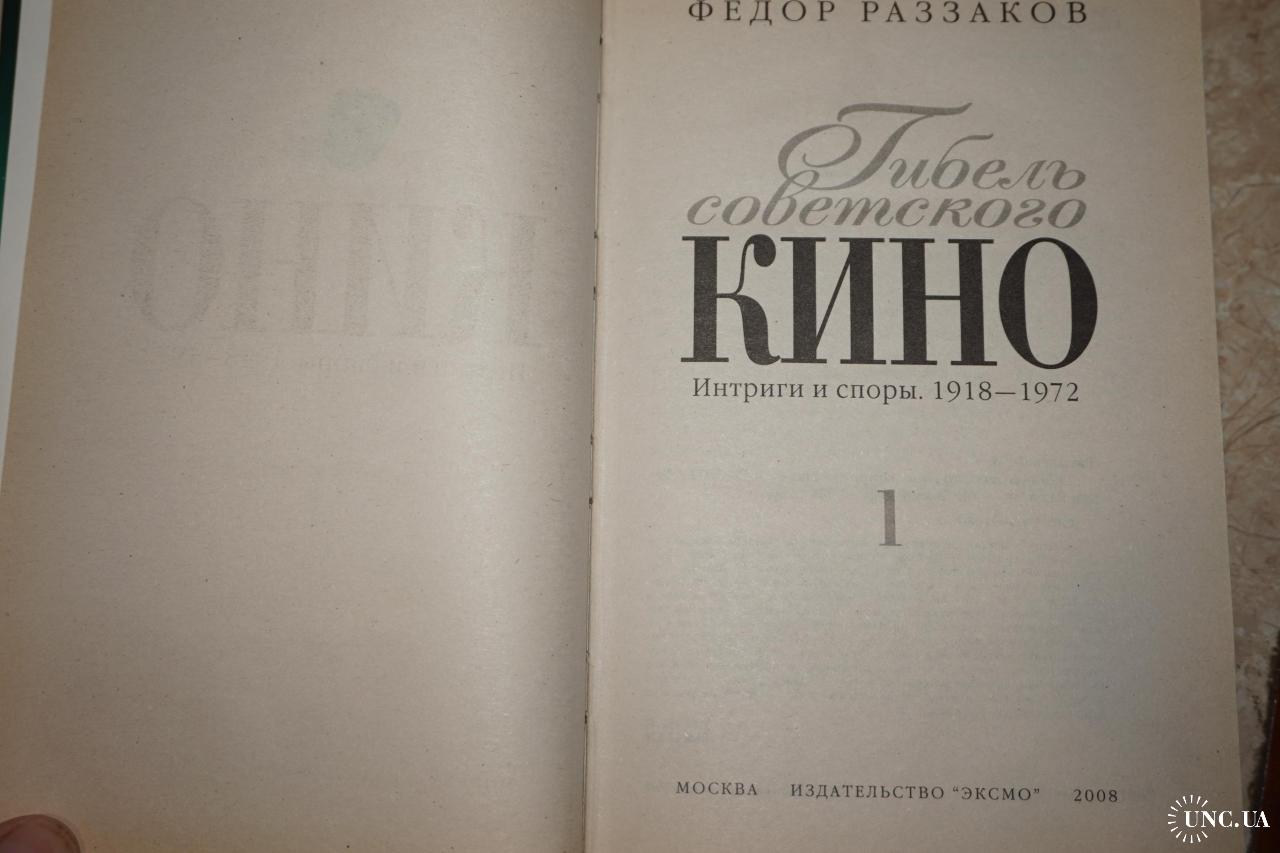 ФЕДОР РАЗЗАКОВ
Гибель
советского
КИНО
Интриги и споры. 1918—1972
1
МОСКВА ИЗДАТЕЛЬСТВО "ЭКСМО" 2008
UNC.UA